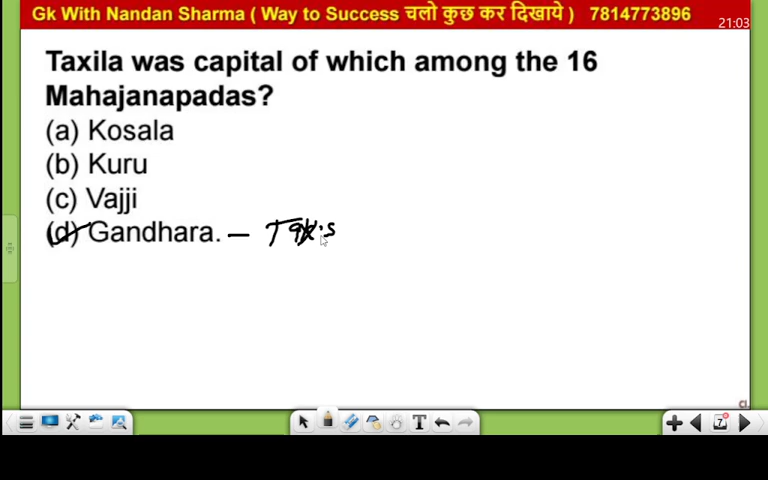 Gk With Nandan Sharma ( Way to Success चलो कुछ कर दिखाये ) 7814773896
21:03
Taxila was capital of which among the 16
Mahajanapadas?
(a) Kosala
(b) Kuru
(c) Vajji
(d) Gandhara. –
T
7